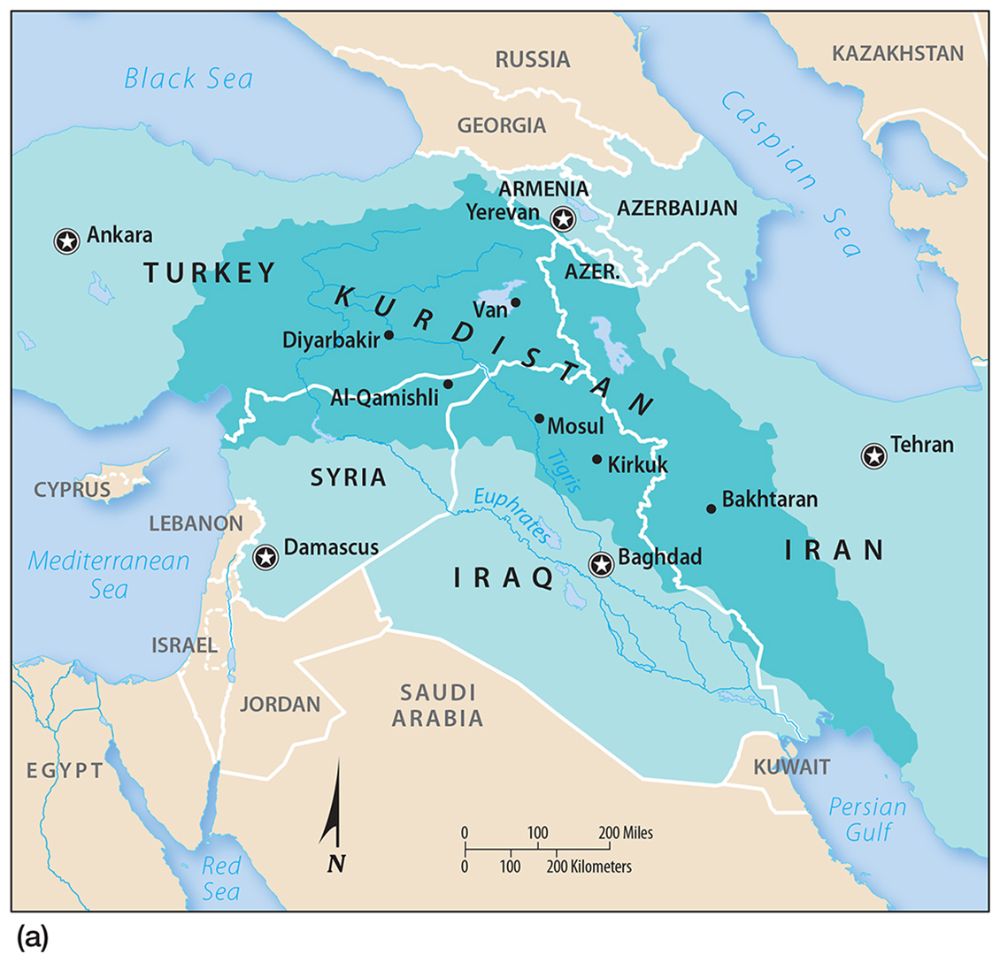 RUSSIA
KAZAKHSTAN
Black Sea
GEORGIA
Caspian Sea
ARMENIA
Yerevan
AZERBAIJAN
Ankara
TURKEY
AZER.
KURDISTAN
Van
Diyarbakir
Al-Qamishli
Mosul
Kirkuk
Tehran
Tigris
SYRIA
CYPRUS
Euphrates
Bakhtaran
LEBANON
Damascus
Baghdad
IRAN
Mediterranean
Sea
IRAQ
ISRAEL
JORDAN
SAUDI
ARABIA
EGYPT
KUWAIT
Persian
Gulf
Red
Sea
N
0 100 200 Miles
0 100 200 Kilometers
(a)